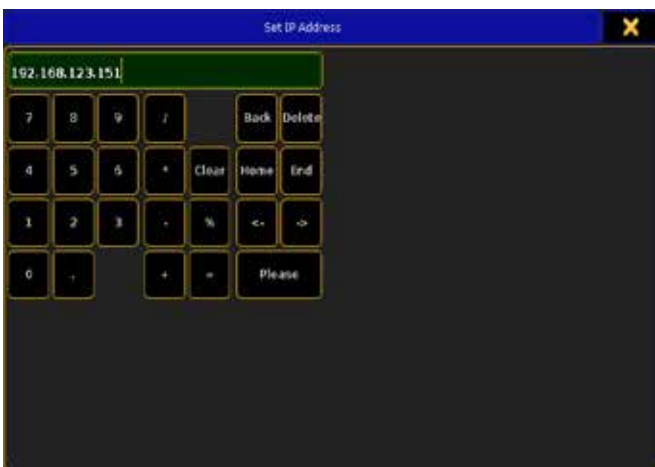 Set IP Address X
192.168.123.151
7 8 9 / Back Delete
4 5 6 * Clear Home End
1 2 3 - % <- ->
0 + = Please